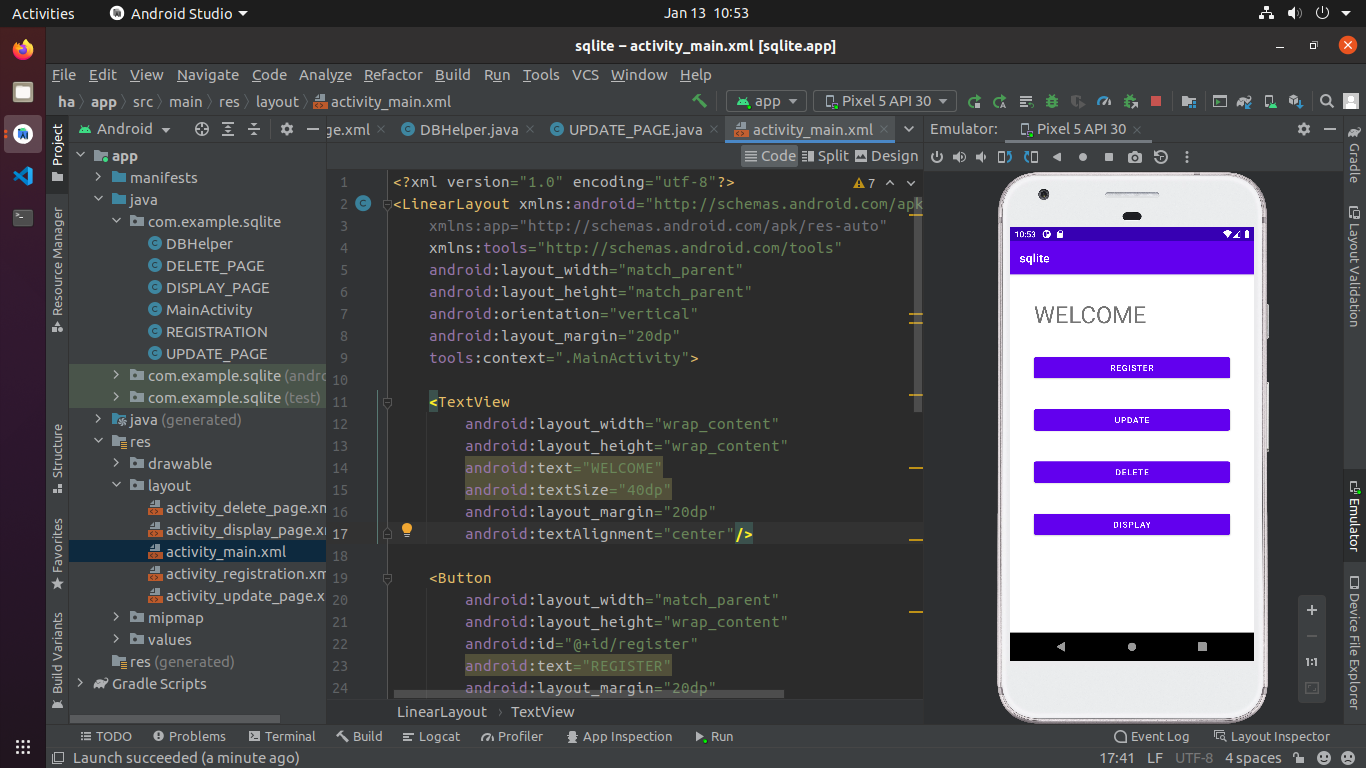 Activities Android Studio Jan 13 10:53
sqlite – activity_main.xml [sqlite.app]
File Edit View Navigate Code Analyze Refactor Build Run Tools VCS Window Help
ha app src main res layout activity_main.xml app Pixel 5 API 30
Project
Resource Manager
Structure
Favorites
Build Variants
Android
app
manifests
java
com.example.sqlite
DBHelper
DELETE_PAGE
DISPLAY_PAGE
MainActivity
REGISTRATION
UPDATE_PAGE
com.example.sqlite (andro
com.example.sqlite (test)
java (generated)
res
drawable
layout
activity_delete_page.xm
activity_display_page.xm
activity_main.xml
activity_registration.xm
activity_update_page.x
mipmap
values
res (generated)
Gradle Scripts
ge.xml DBHelper.java UPDATE_PAGE.java activity_main.xml
Code Split Design
7
1 <?xml version="1.0" encoding="utf-8"?>
2 <LinearLayout xmlns:android="http://schemas.android.com/apk
3 xmlns:app="http://schemas.android.com/apk/res-auto"
4 xmlns:tools="http://schemas.android.com/tools"
5 android:layout_width="match_parent"
6 android:layout_height="match_parent"
7 android:orientation="vertical"
8 android:layout_margin="20dp"
9 tools:context=".MainActivity">
10
11 <TextView
12 android:layout_width="wrap_content"
13 android:layout_height="wrap_content"
14 android:text="WELCOME"
15 android:textSize="40dp"
16 android:layout_margin="20dp"
17 android:textAlignment="center"/>
18
19 <Button
20 android:layout_width="match_parent"
21 android:layout_height="wrap_content"
22 android:id="@+id/register"
23 android:text="REGISTER"
24 android:layout_margin="20dp"
LinearLayout TextView
Emulator: Pixel 5 API 30
10:53
sqlite
WELCOME
REGISTER
UPDATE
DELETE
DISPLAY
1:1
Gradle
Layout Validation
Emulator
Device File Explorer
TODO Problems Terminal Build Logcat Profiler App Inspection Run Event Log Layout Inspector
Launch succeeded (a minute ago) 17:41 LF UTF-8 4 spaces